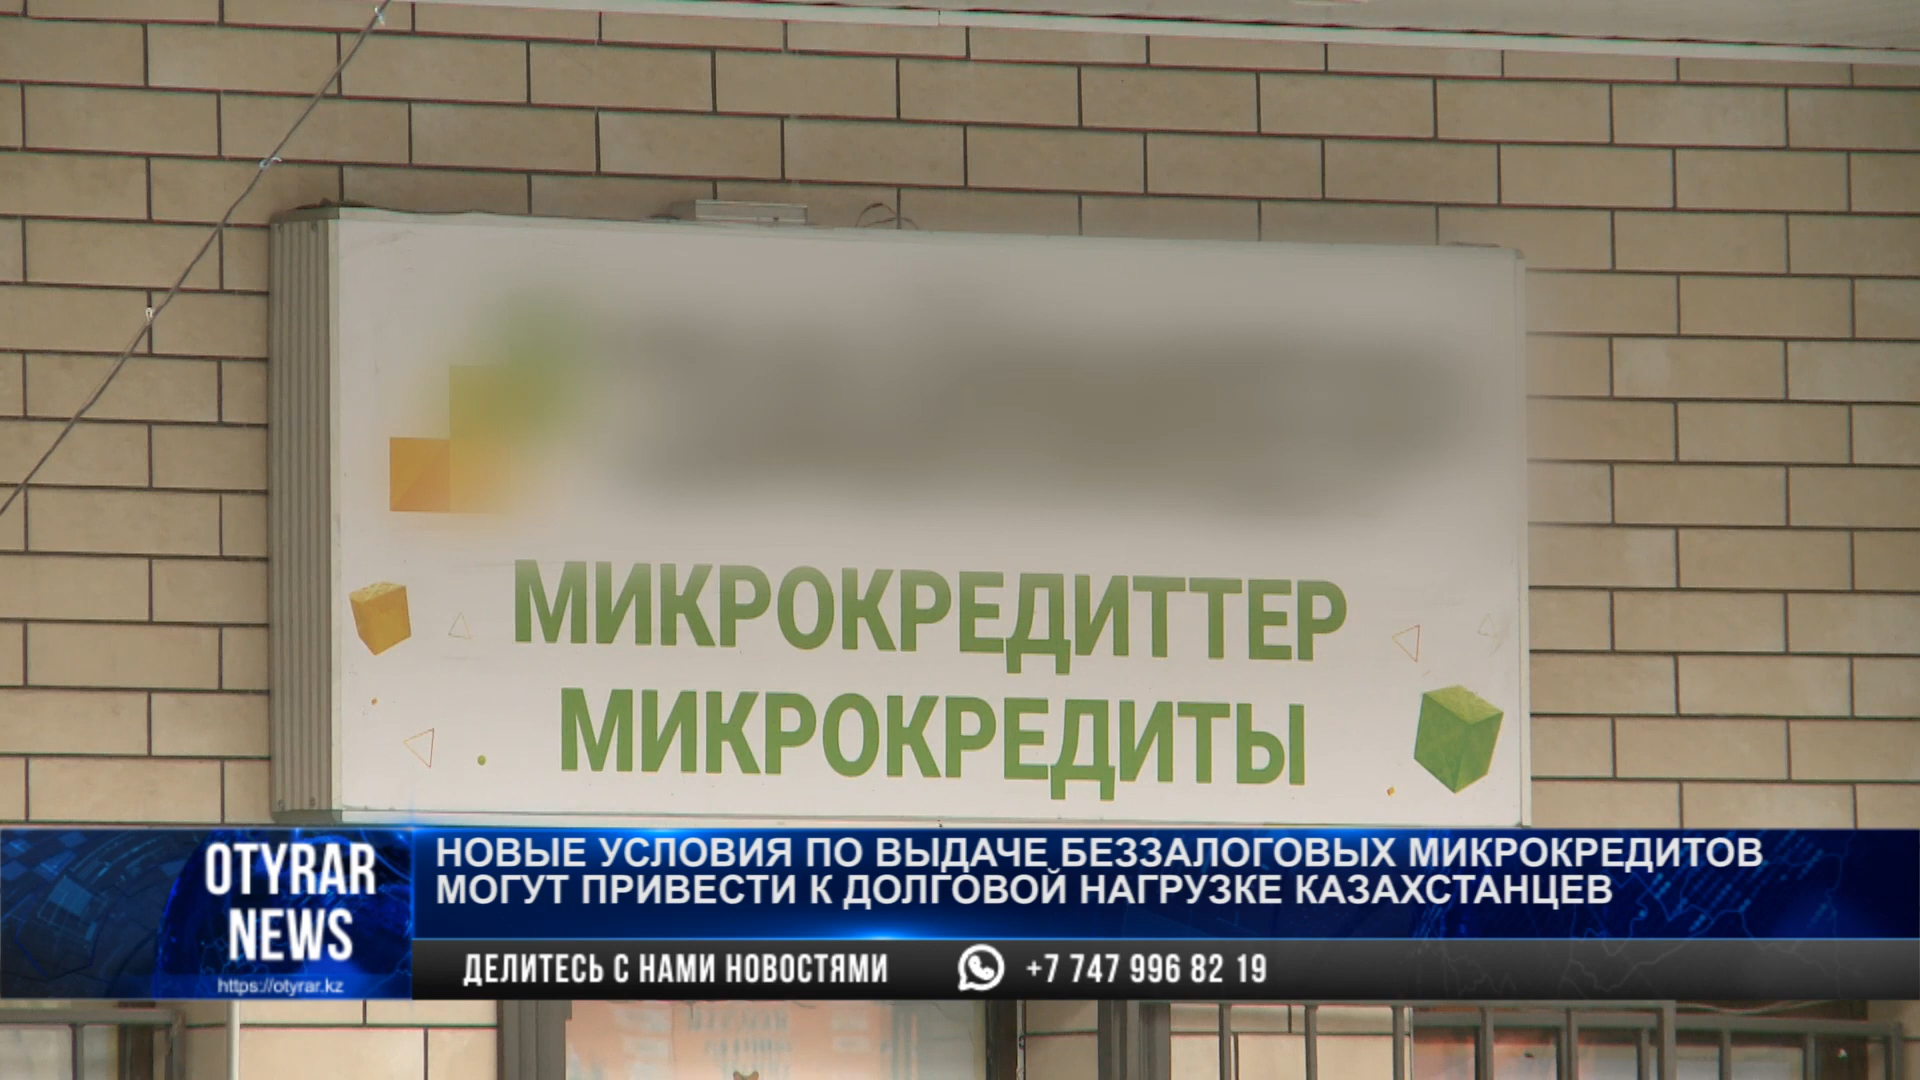 МИКРОКРЕДИТТЕР
МИКРОКРЕДИТЫ
OTYRAR
NEWS
https://otyrar.kz
НОВЫЕ УСЛОВИЯ ПО ВЫДАЧЕ БЕЗЗАЛОГОВЫХ МИКРОКРЕДИТОВ
МОГУТ ПРИВЕСТИ К ДОЛГОВОЙ НАГРУЗКЕ КАЗАХСТАНЦЕВ
ДЕЛИТЕСЬ С НАМИ НОВОСТЯМИ +7 747 996 82 19